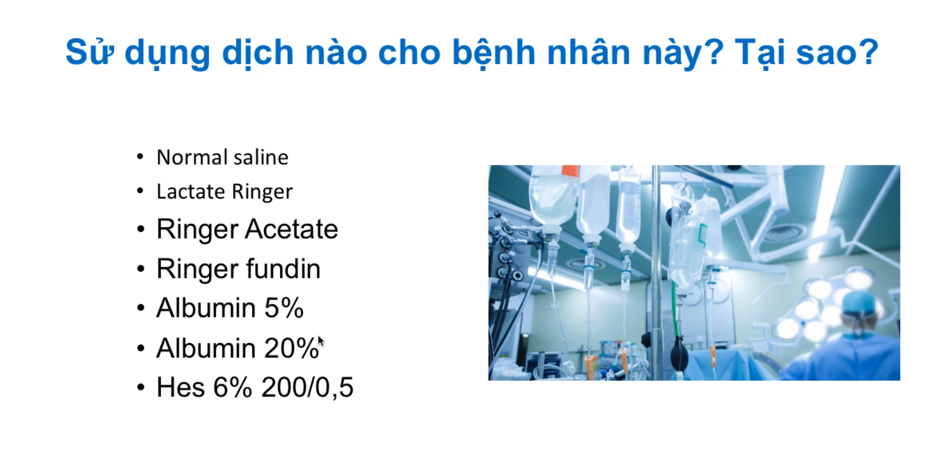 Sử dụng dịch nào cho bệnh nhân này? Tại sao?
• Normal saline
• Lactate Ringer
• Ringer Acetate
• Ringer fundin
• Albumin 5%
• Albumin 20%
• Hes 6% 200/0,5